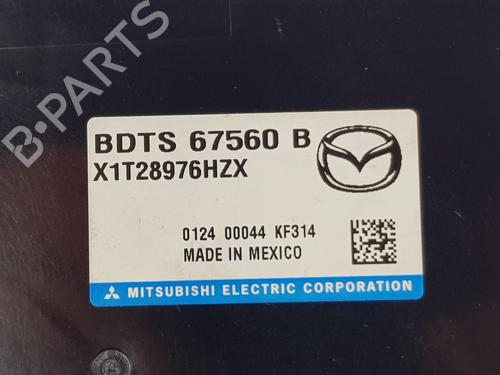 B-PARTS
BDTS 67560 B
X1T28976HZX
0124 00044 KF314
MADE IN MEXICO
MITSUBISHI ELECTRIC CORPORATION